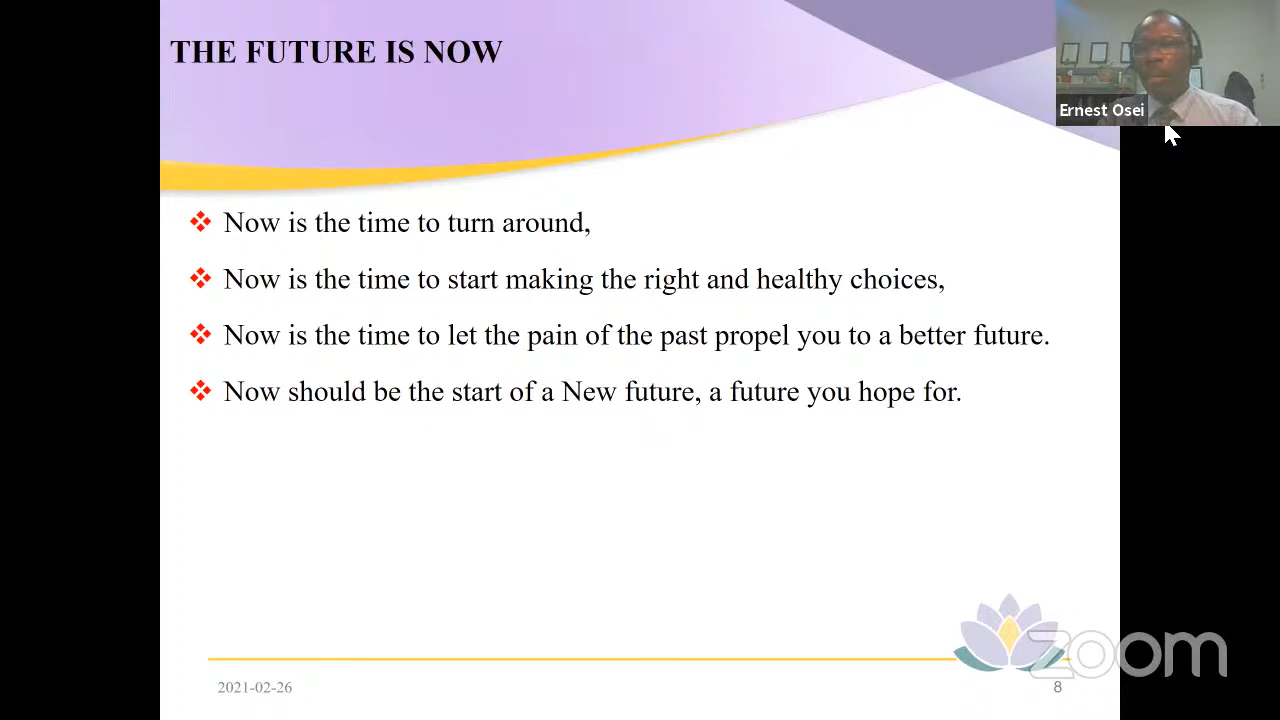 THE FUTURE IS NOW
Ernest Osei
Now is the time to turn around,
Now is the time to start making the right and healthy choices,
Now is the time to let the pain of the past propel you to a better future.
Now should be the start of a New future, a future you hope for.
zoom
2021-02-26
8